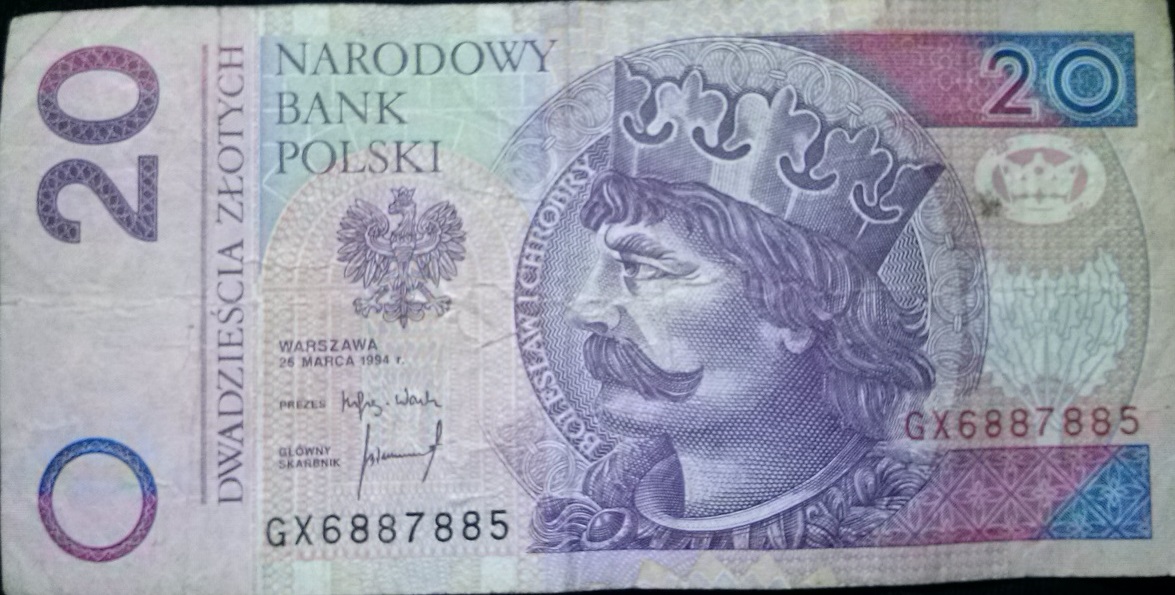 20
DWADZIEŚCIA ZŁOTYCH
NARODOWY
BANK
POLSKI
WARSZAWA
25 MARCA 1994 r.
PREZES
GŁÓWNY
SKARBNIK
GX6887885
BOLESŁAW I CHROBRY
20
GX6887885